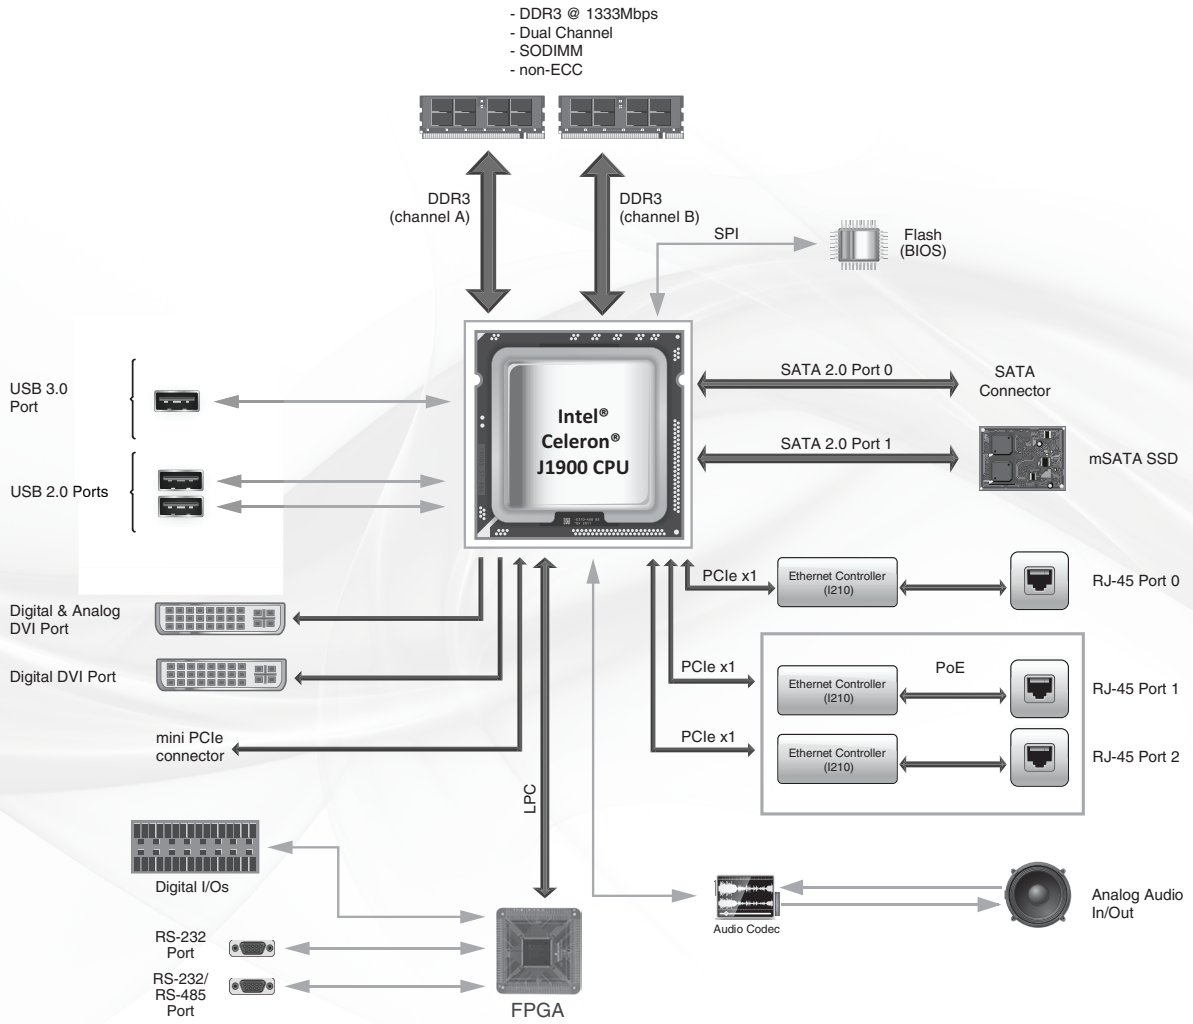 - DDR3 @ 1333Mbps
- Dual Channel
- SODIMM
- non-ECC
DDR3
(channel A)
DDR3
(channel B)
SPI
Flash
(BIOS)
USB 3.0
Port
USB 2.0 Ports
Intel®
Celeron®
J1900 CPU
SATA 2.0 Port 0
SATA
Connector
SATA 2.0 Port 1
mSATA SSD
PCIe x1
Ethernet Controller
(I210)
RJ-45 Port 0
Digital & Analog
DVI Port
Digital DVI Port
PCIe x1
Ethernet Controller
(I210)
PoE
RJ-45 Port 1
PCIe x1
Ethernet Controller
(I210)
RJ-45 Port 2
mini PCIe
connector
LPC
Digital I/Os
RS-232
Port
RS-232/
RS-485
Port
FPGA
Audio Codec
Analog Audio
In/Out